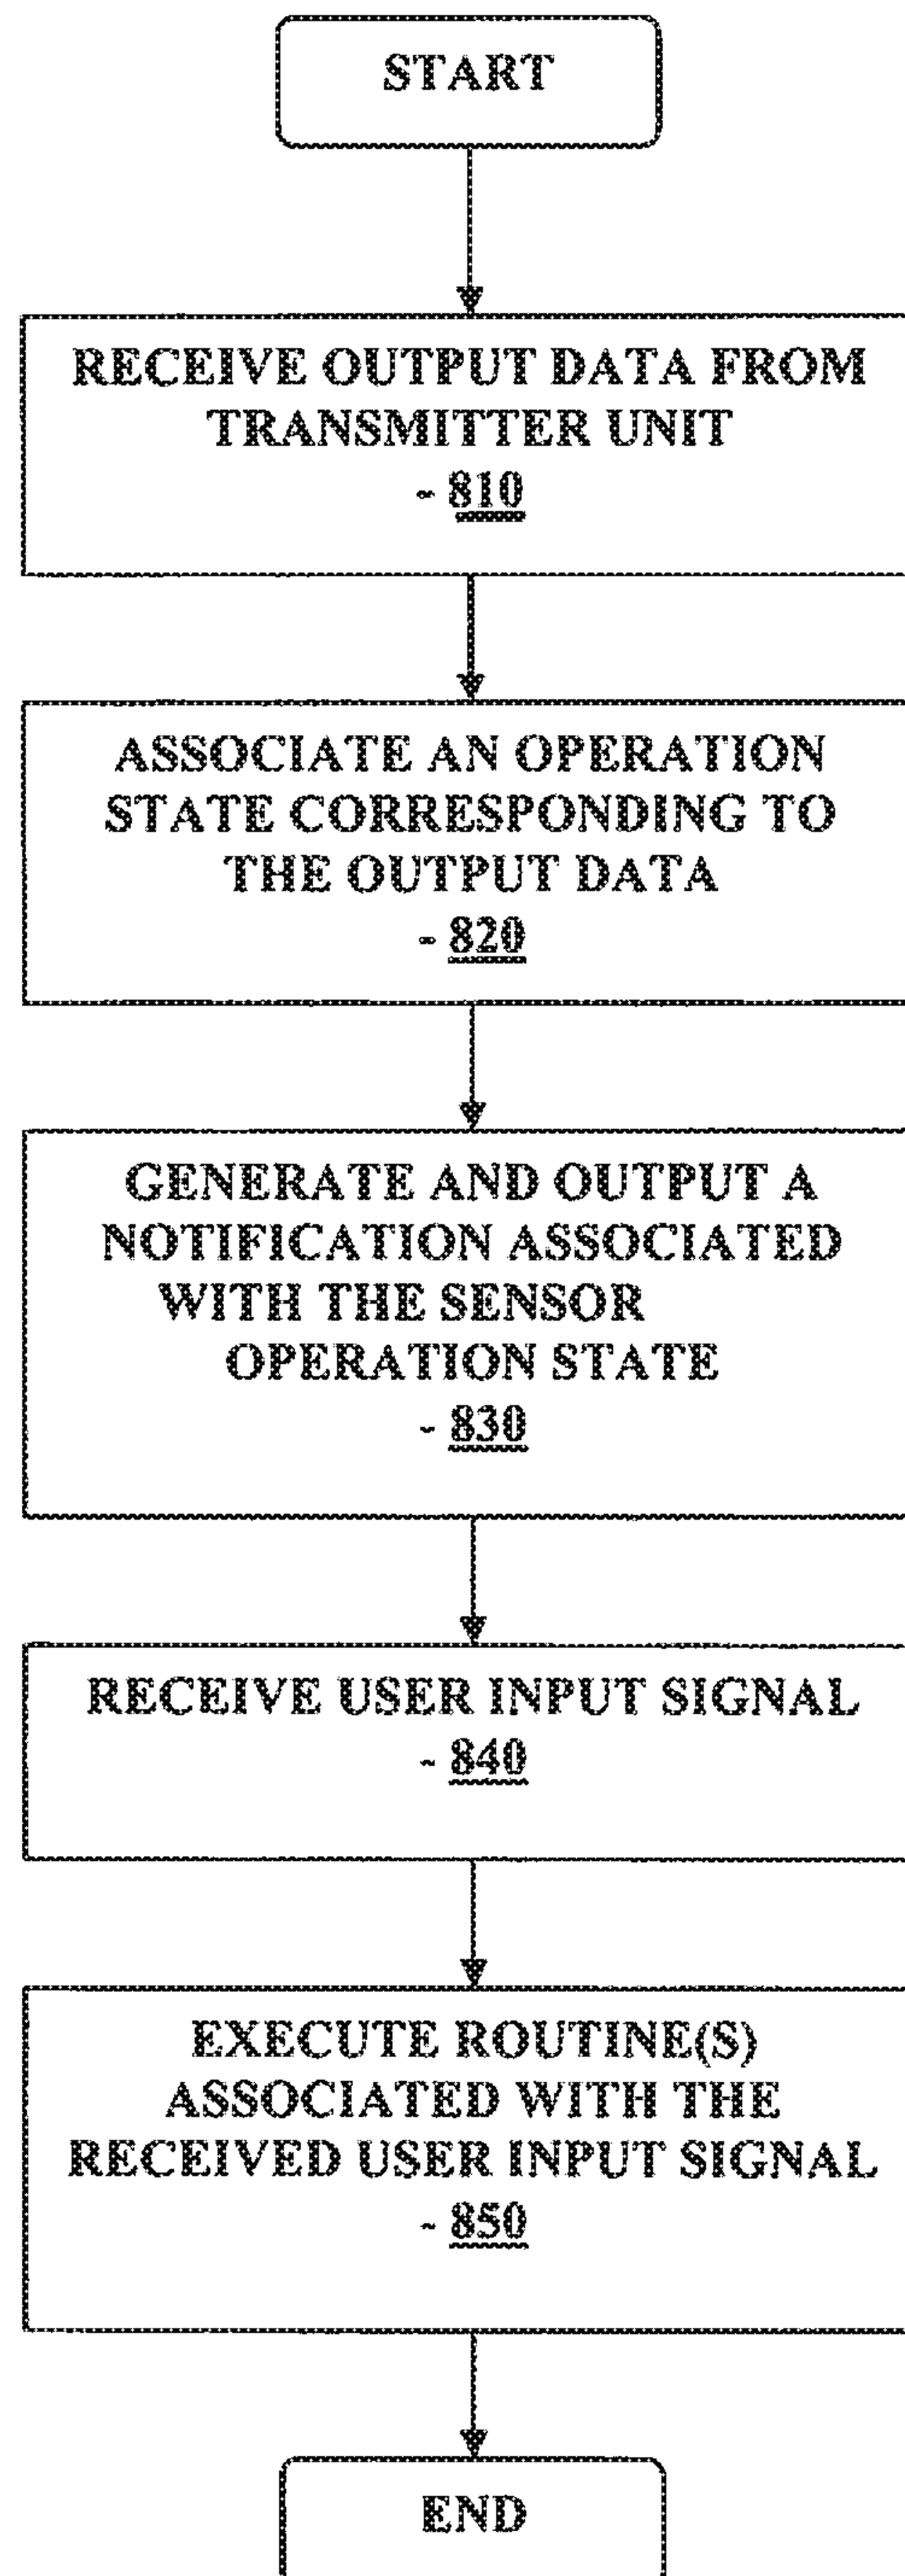 START
RECEIVE OUTPUT DATA FROM
TRANSMITTER UNIT
- 810
ASSOCIATE AN OPERATION
STATE CORRESPONDING TO
THE OUTPUT DATA
- 820
GENERATE AND OUTPUT A
NOTIFICATION ASSOCIATED
WITH THE SENSOR
OPERATION STATE
- 830
RECEIVE USER INPUT SIGNAL
- 840
EXECUTE ROUTINE(S)
ASSOCIATED WITH THE
RECEIVED USER INPUT SIGNAL
- 850
END